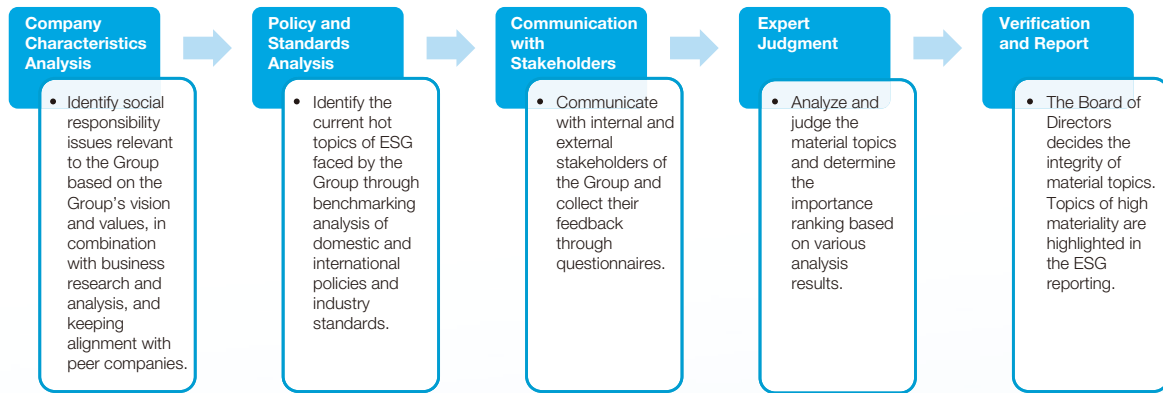 Company
Characteristics
Analysis
• Identify social
responsibility
issues relevant
to the Group
based on the
Group's vision
and values, in
combination
with business
research and
analysis, and
keeping
alignment with
peer companies.
Policy and
Standards
Analysis
• Identify the
current hot
topics of ESG
faced by the
Group through
benchmarking
analysis of
domestic and
international
policies and
industry
standards.
Communication
with
Stakeholders
• Communicate
with internal and
external
stakeholders of
the Group and
collect their
feedback
through
questionnaires.
Expert
Judgment
• Analyze and
judge the
material topics
and determine
the
importance
ranking based
on various
analysis
results.
Verification
and Report
• The Board of
Directors
decides the
integrity of
material topics.
Topics of high
materiality are
highlighted in
the ESG
reporting.